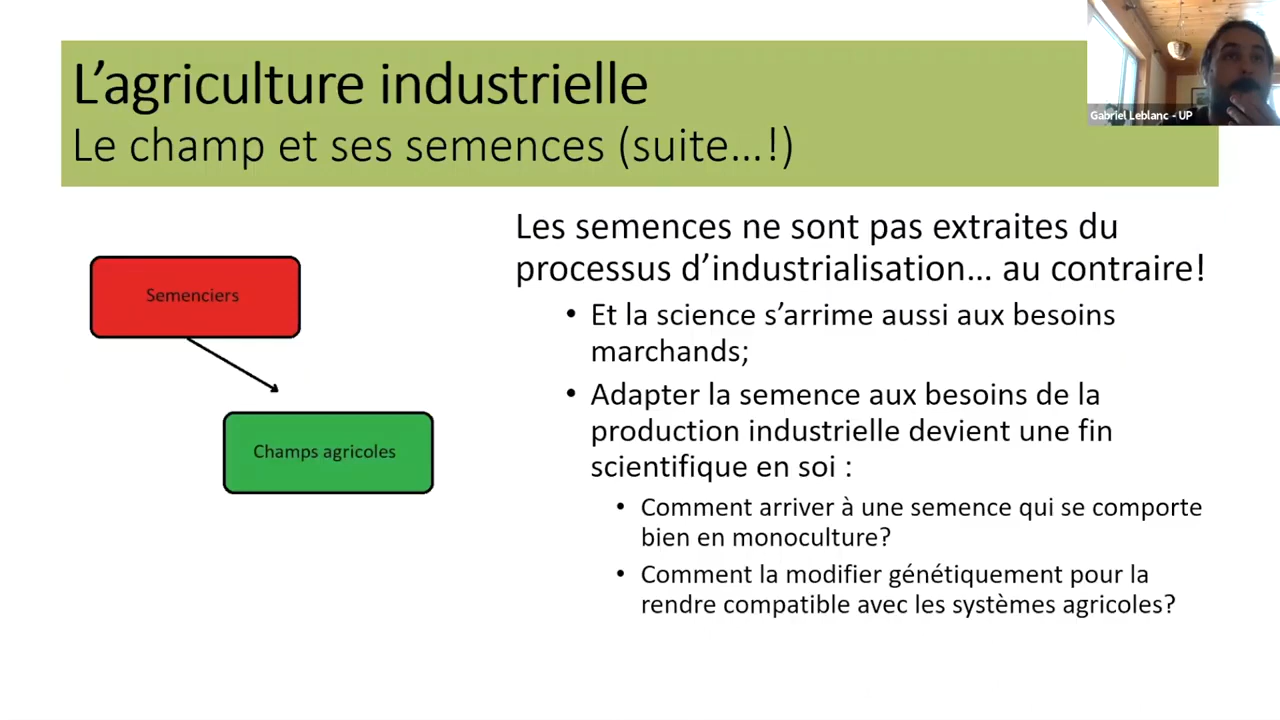 L’agriculture industrielle
Le champ et ses semences (suite…!)
Gabriel Leblanc - UP
Semenciers
Champs agricoles
Les semences ne sont pas extraites du
processus d’industrialisation… au contraire!
• Et la science s’arrime aussi aux besoins
marchands;
• Adapter la semence aux besoins de la
production industrielle devient une fin
scientifique en soi :
• Comment arriver à une semence qui se comporte
bien en monoculture?
• Comment la modifier génétiquement pour la
rendre compatible avec les systèmes agricoles?